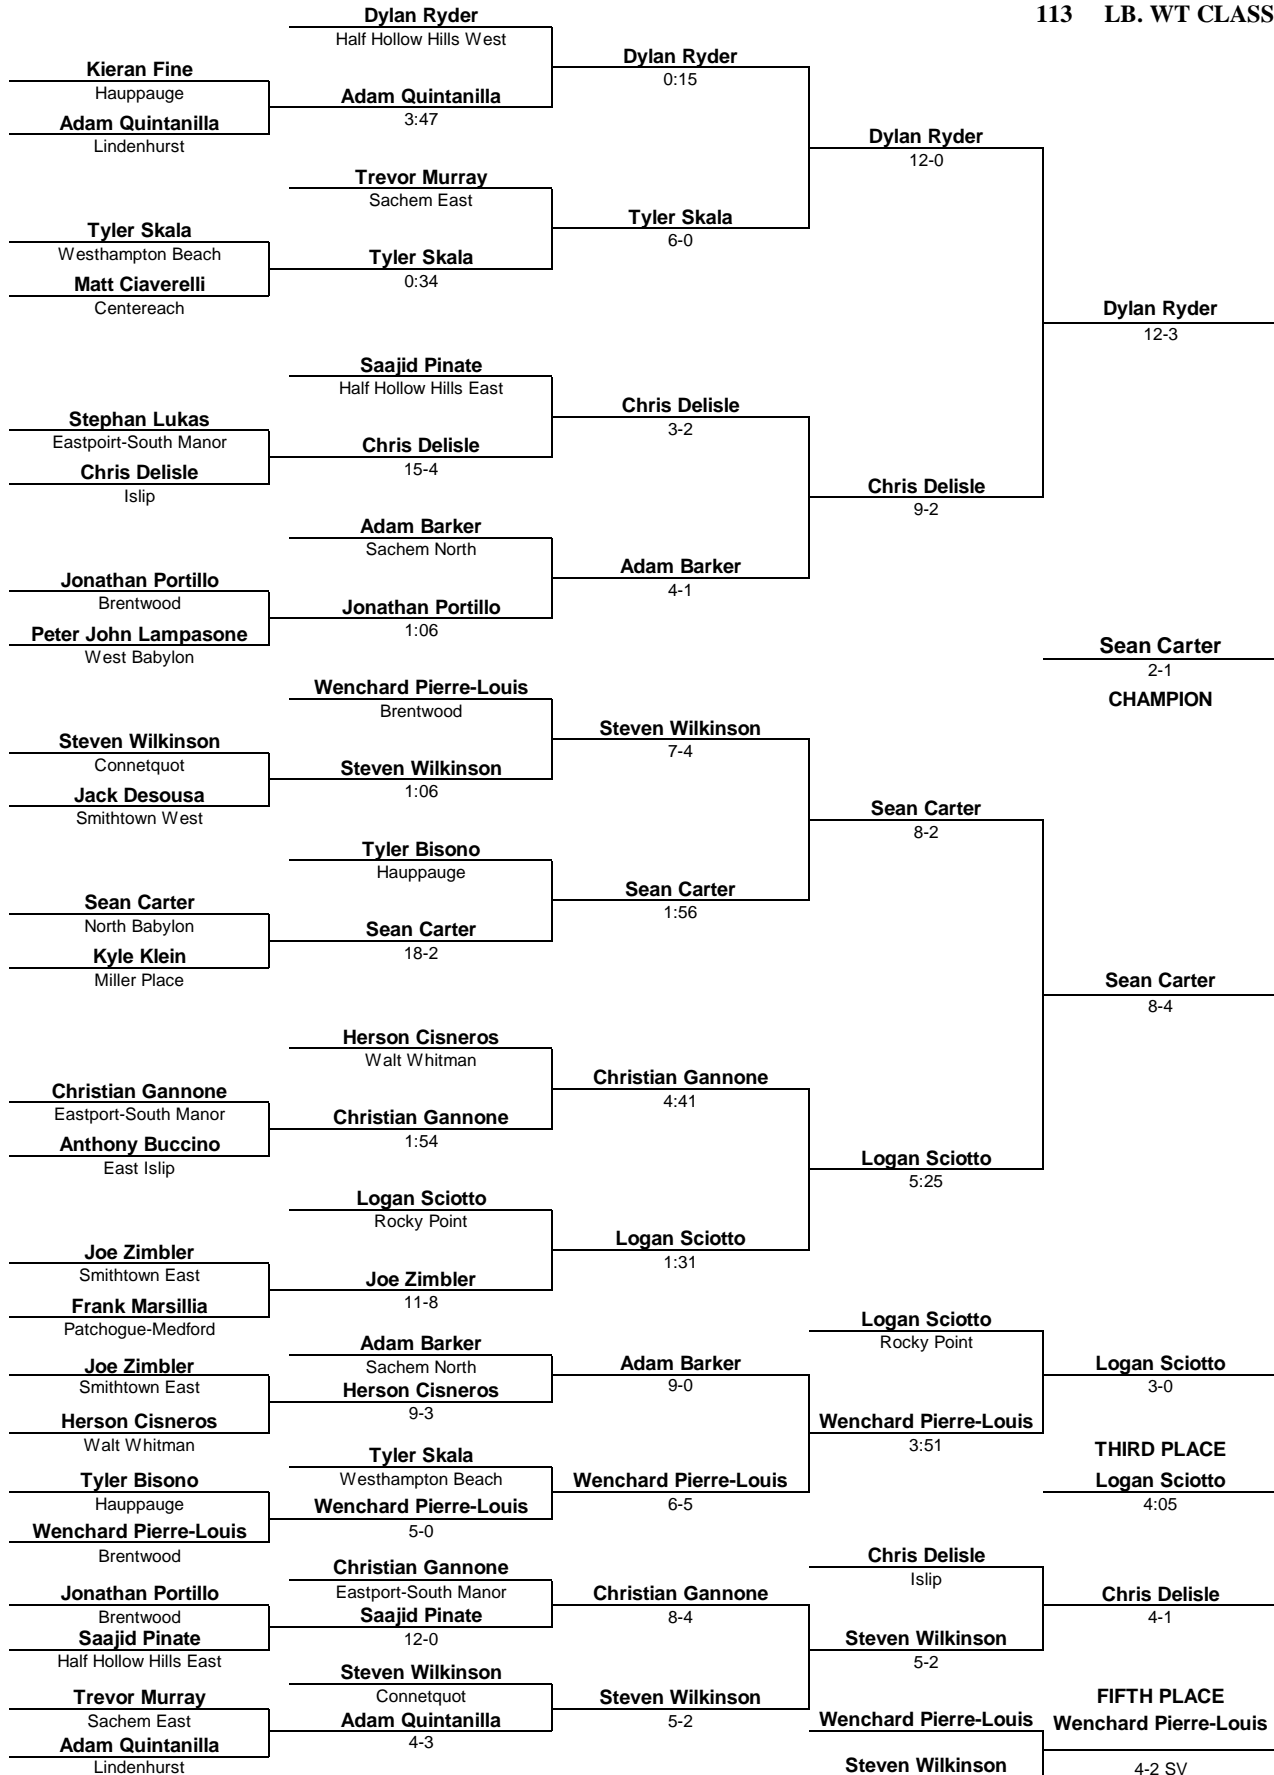 113 LB. WT CLASS
Dylan Ryder
Half Hollow Hills West
Dylan Ryder
0:15
Kieran Fine
Hauppauge
Adam Quintanilla
3:47
Adam Quintanilla
Lindenhurst
Dylan Ryder
12-0
Trevor Murray
Sachem East
Tyler Skala
6-0
Tyler Skala
Westhampton Beach
Tyler Skala
0:34
Matt Ciaverelli
Centereach
Dylan Ryder
12-3
Saajid Pinate
Half Hollow Hills East
Chris Delisle
3-2
Stephan Lukas
Eastpoirt-South Manor
Chris Delisle
15-4
Chris Delisle
Islip
Chris Delisle
9-2
Adam Barker
Sachem North
Adam Barker
4-1
Jonathan Portillo
Brentwood
Jonathan Portillo
1:06
Peter John Lampasone
West Babylon
Sean Carter
2-1
CHAMPION
Wenchard Pierre-Louis
Brentwood
Steven Wilkinson
7-4
Steven Wilkinson
Connetquot
Steven Wilkinson
1:06
Jack Desousa
Smithtown West
Sean Carter
8-2
Tyler Bisono
Hauppauge
Sean Carter
1:56
Sean Carter
North Babylon
Sean Carter
18-2
Kyle Klein
Miller Place
Sean Carter
8-4
Herson Cisneros
Walt Whitman
Christian Gannone
4:41
Christian Gannone
Eastport-South Manor
Christian Gannone
1:54
Anthony Buccino
East Islip
Logan Sciotto
5:25
Logan Sciotto
Rocky Point
Logan Sciotto
1:31
Joe Zimbler
Smithtown East
Joe Zimbler
11-8
Frank Marsillia
Patchogue-Medford
Logan Sciotto
Rocky Point
Adam Barker
Sachem North
Adam Barker
9-0
Logan Sciotto
3-0
Joe Zimbler
Smithtown East
Herson Cisneros
9-3
Herson Cisneros
Walt Whitman
Wenchard Pierre-Louis
3:51
THIRD PLACE
Logan Sciotto
4:05
Tyler Skala
Westhampton Beach
Wenchard Pierre-Louis
6-5
Tyler Bisono
Hauppauge
Wenchard Pierre-Louis
5-0
Wenchard Pierre-Louis
Brentwood
Chris Delisle
Islip
Christian Gannone
Eastport-South Manor
Christian Gannone
8-4
Chris Delisle
4-1
Jonathan Portillo
Brentwood
Saajid Pinate
12-0
Saajid Pinate
Half Hollow Hills East
Steven Wilkinson
5-2
Steven Wilkinson
Connetquot
Steven Wilkinson
5-2
Trevor Murray
Sachem East
Adam Quintanilla
4-3
Adam Quintanilla
Lindenhurst
FIFTH PLACE
Wenchard Pierre-Louis
Wenchard Pierre-Louis
Steven Wilkinson
4-2 SV